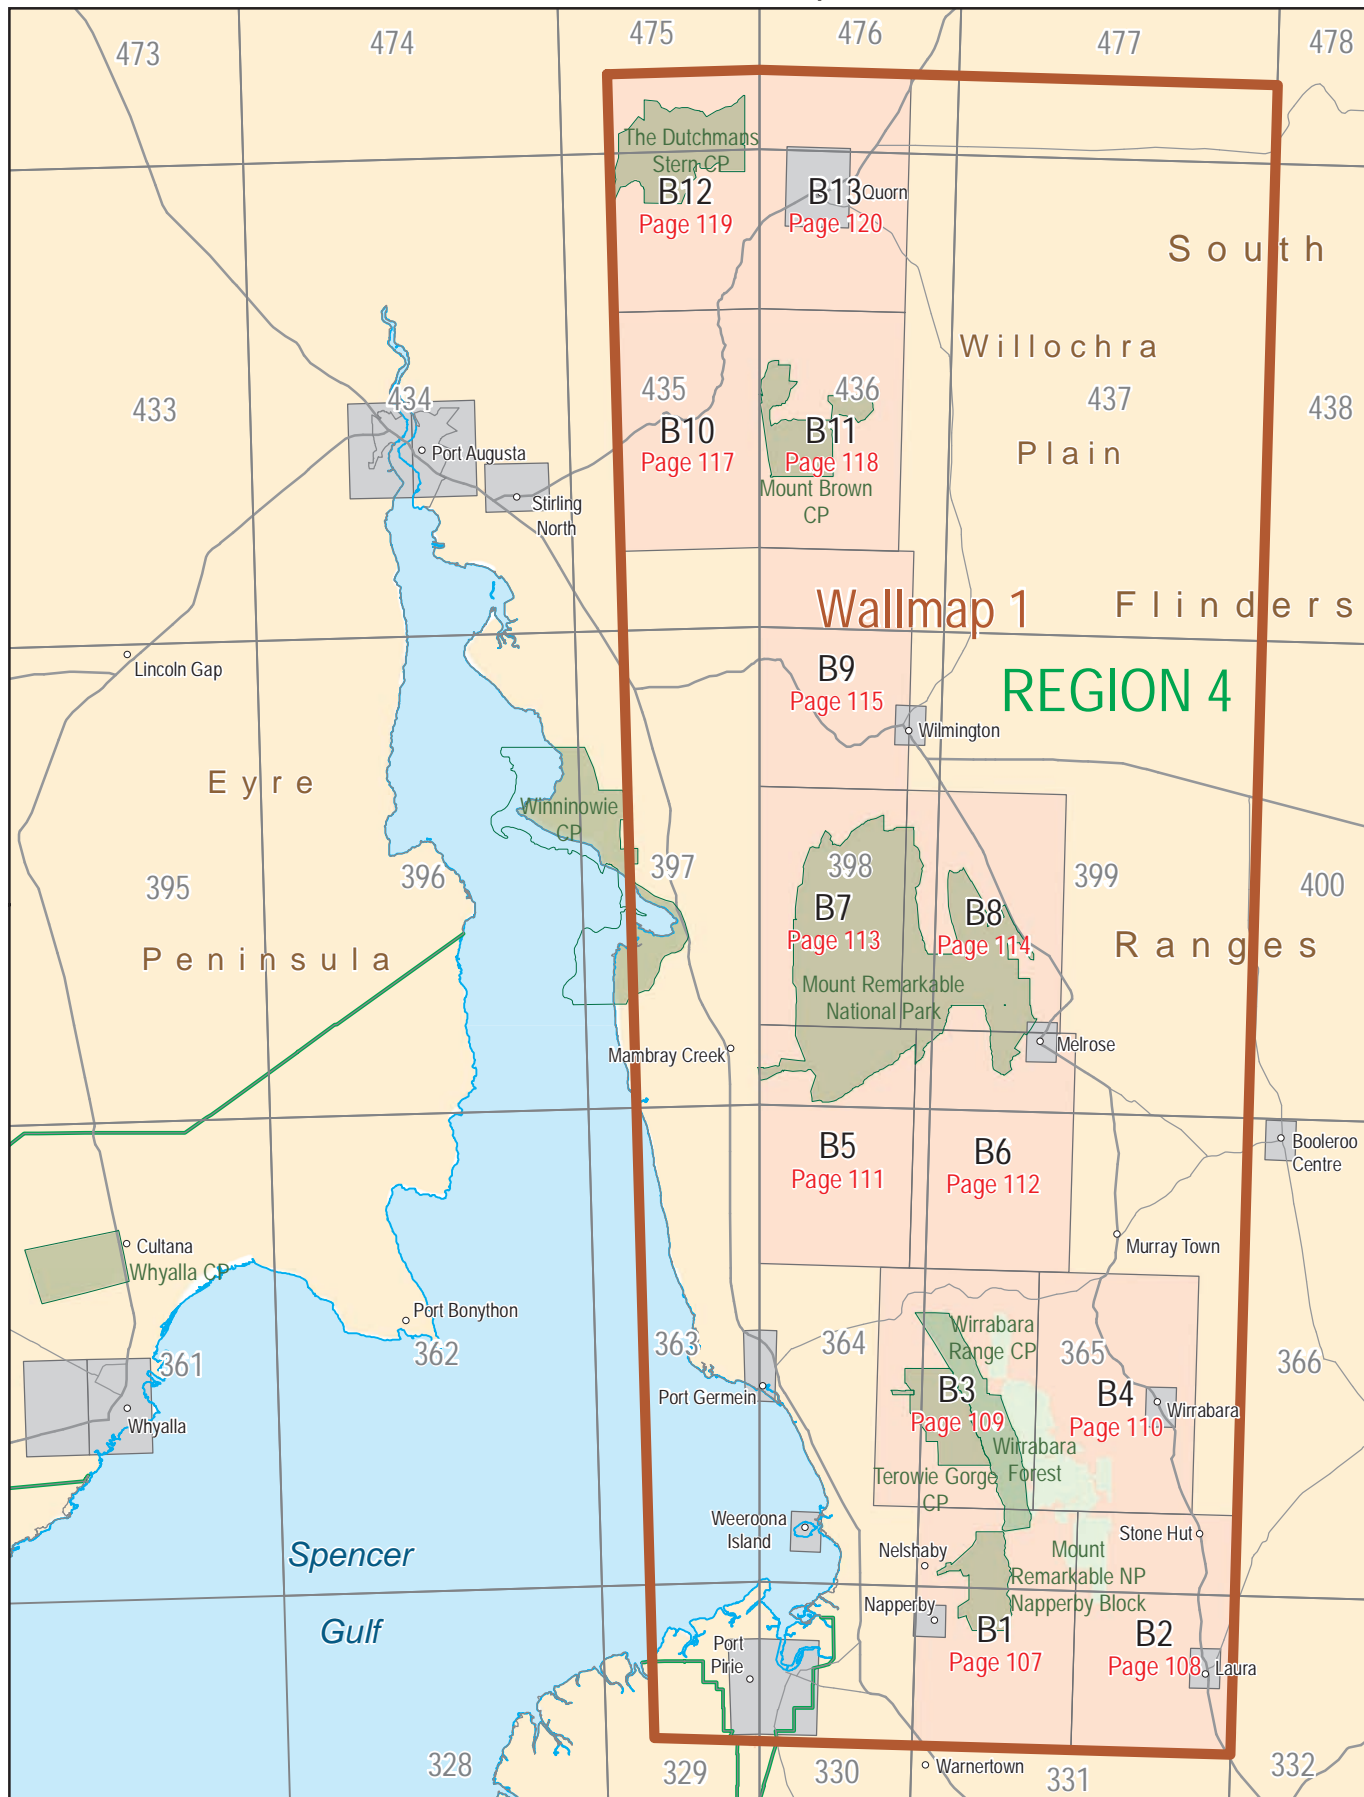 473
474
475
476
477
478
The Dutchmans
Stern CP
B12
Page 119
B13
Quorn
Page 120
South
Willochra
433
434
435
436
437
438
B10
Page 117
B11
Page 118
Plain
Port Augusta
Mount Brown
CP
Stirling
North
Wallmap 1
Flinders
Lincoln Gap
B9
Page 115
REGION 4
Wilmington
Eyre
Winninowie
CP
395
396
397
398
399
400
B7
Page 113
B8
Page 114
Peninsula
Ranges
Mount Remarkable
National Park
Mambray Creek
Melrose
B5
Page 111
B6
Page 112
Booleroo
Centre
Cultana
Whyalla CP
Murray Town
Port Bonython
361
362
363
364
365
366
Wirrabara
Range CP
Port Germein
B3
Page 109
B4
Page 110
Wirrabara
Whyalla
Terowie Gorge
CP
Wirrabara
Forest
Weeroona
Island
Stone Hut
Spencer
Gulf
Nelshaby
Mount
Remarkable NP
Napperby Block
Napperby
B1
Page 107
B2
Page 108
Laura
Port
Pirie
328
329
330
Warnertown
331
332